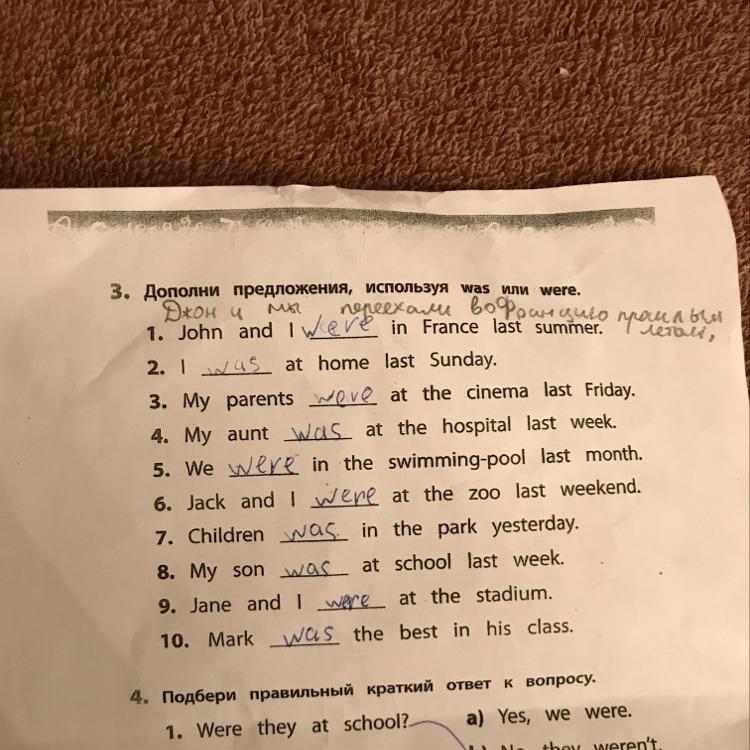 3. Дополни предложения, используя was или were.
Джон и мы переехали во Францию прошлым
летом,
1. John and I were in France last summer.
2. I was at home last Sunday.
3. My parents were at the cinema last Friday.
4. My aunt was at the hospital last week.
5. We were in the swimming-pool last month.
6. Jack and I were at the zoo last weekend.
7. Children was in the park yesterday.
8. My son was at school last week.
9. Jane and I were at the stadium.
10. Mark was the best in his class.
4. Подбери правильный краткий ответ к вопросу.
1. Were they at school? a) Yes, we were.
No, they weren't.